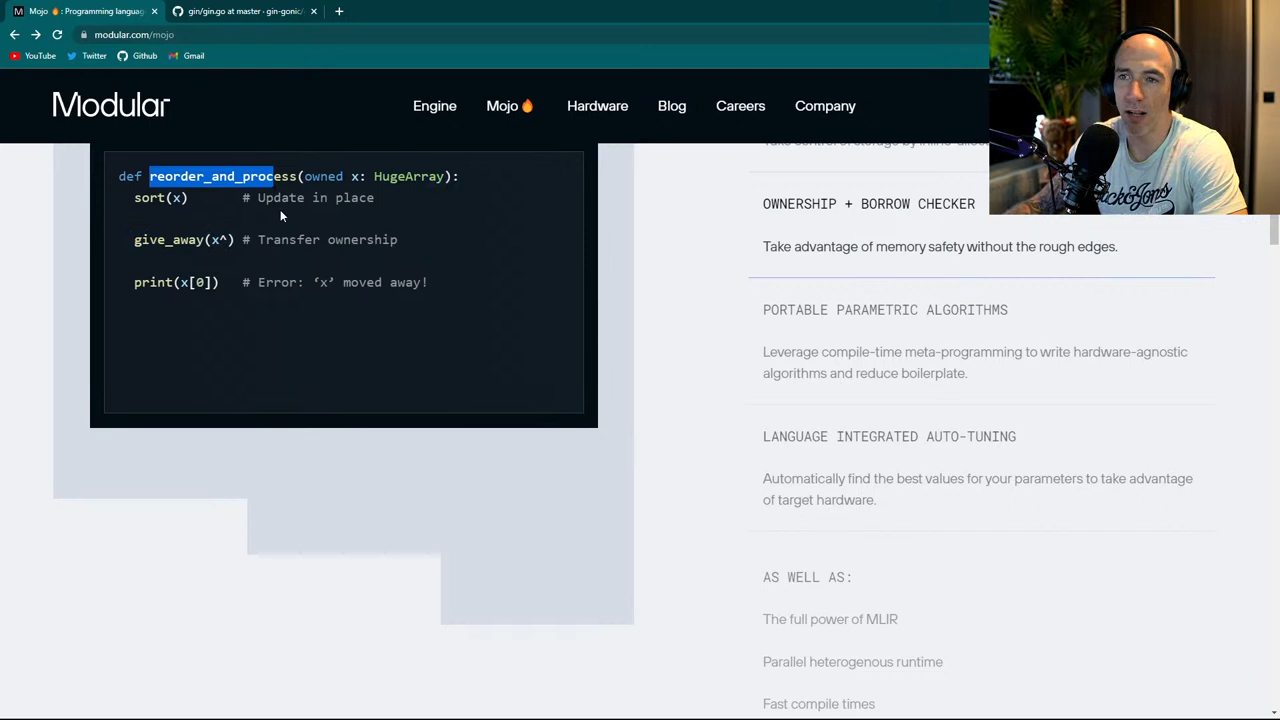 Mojo 🔥: Programming languag
gin/gin.go at master · gin-gonic/
modular.com/mojo
YouTube
Twitter
Github
Gmail
Modular
Engine
Mojo🔥
Hardware
Blog
Careers
Company
def reorder_and_process(owned x: HugeArray):
sort(x) # Update in place
give_away(x^) # Transfer ownership
print(x[0]) # Error: ‘x’ moved away!
OWNERSHIP + BORROW CHECKER
Take advantage of memory safety without the rough edges.
PORTABLE PARAMETRIC ALGORITHMS
Leverage compile-time meta-programming to write hardware-agnostic
algorithms and reduce boilerplate.
LANGUAGE INTEGRATED AUTO-TUNING
Automatically find the best values for your parameters to take advantage
of target hardware.
AS WELL AS:
The full power of MLIR
Parallel heterogenous runtime
Fast compile times